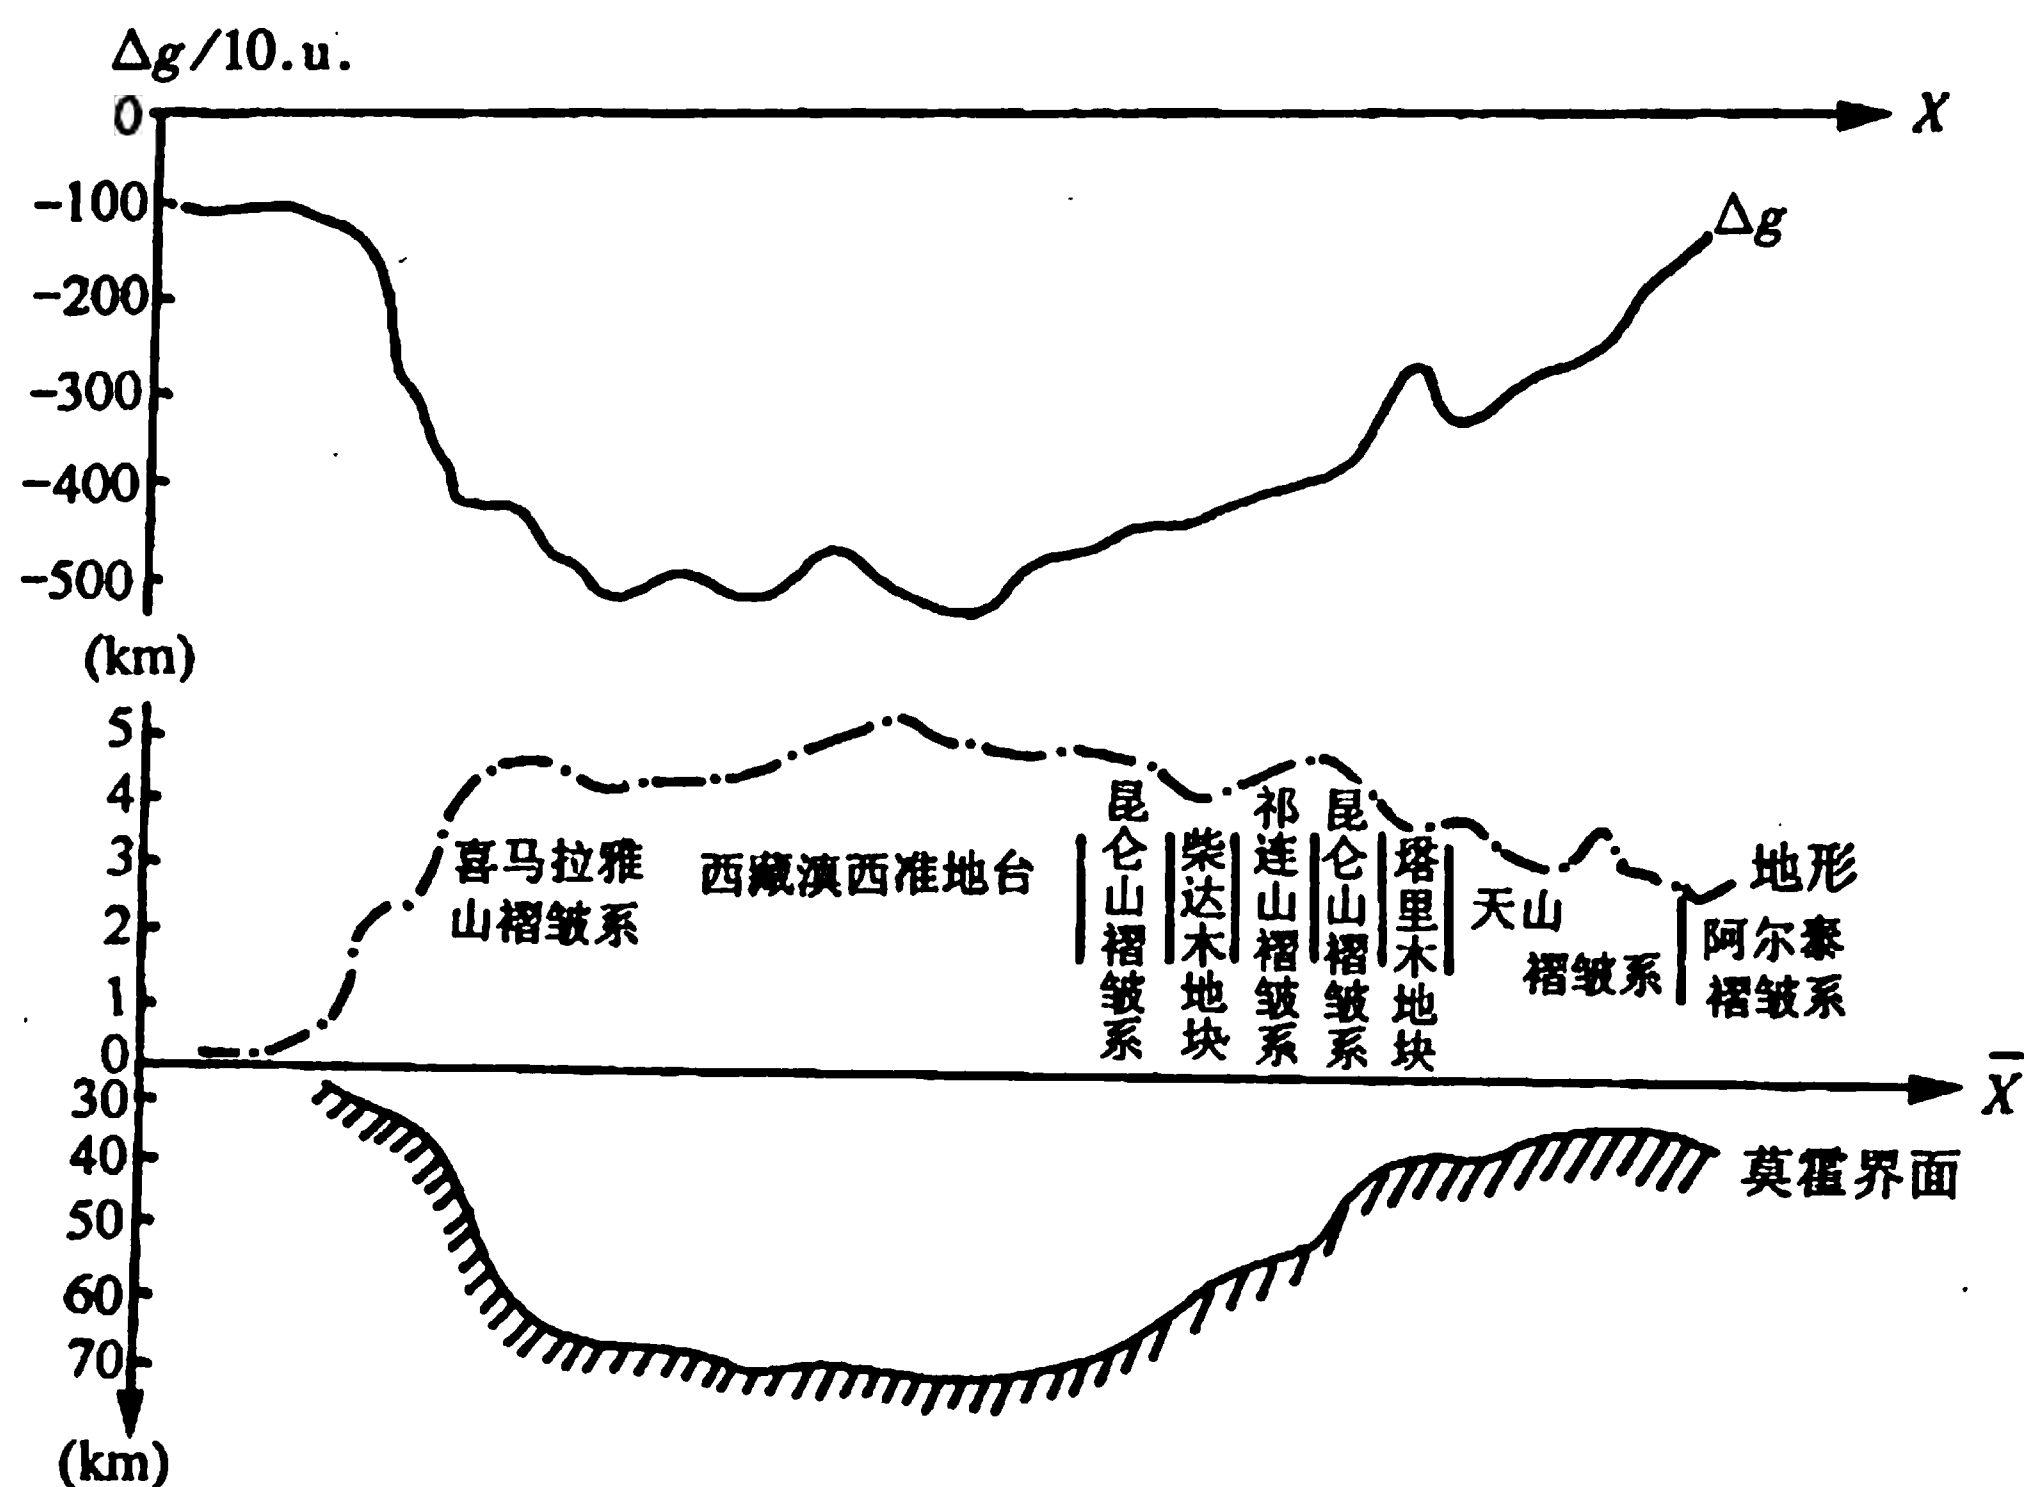 Δg/10.u.
0
X
-100
-200
-300
-400
-500
Δg
(km)
5
4
3
2
1
0
喜马拉雅
山褶皱系
西藏滇西准地台
昆仑山褶皱系
柴达木地块
祁连山褶皱系
昆仑山褶皱系
塔里木地块
天山
褶皱系
地形
阿尔泰
褶皱系
X̄
30
40
50
60
70
莫霍界面
(km)